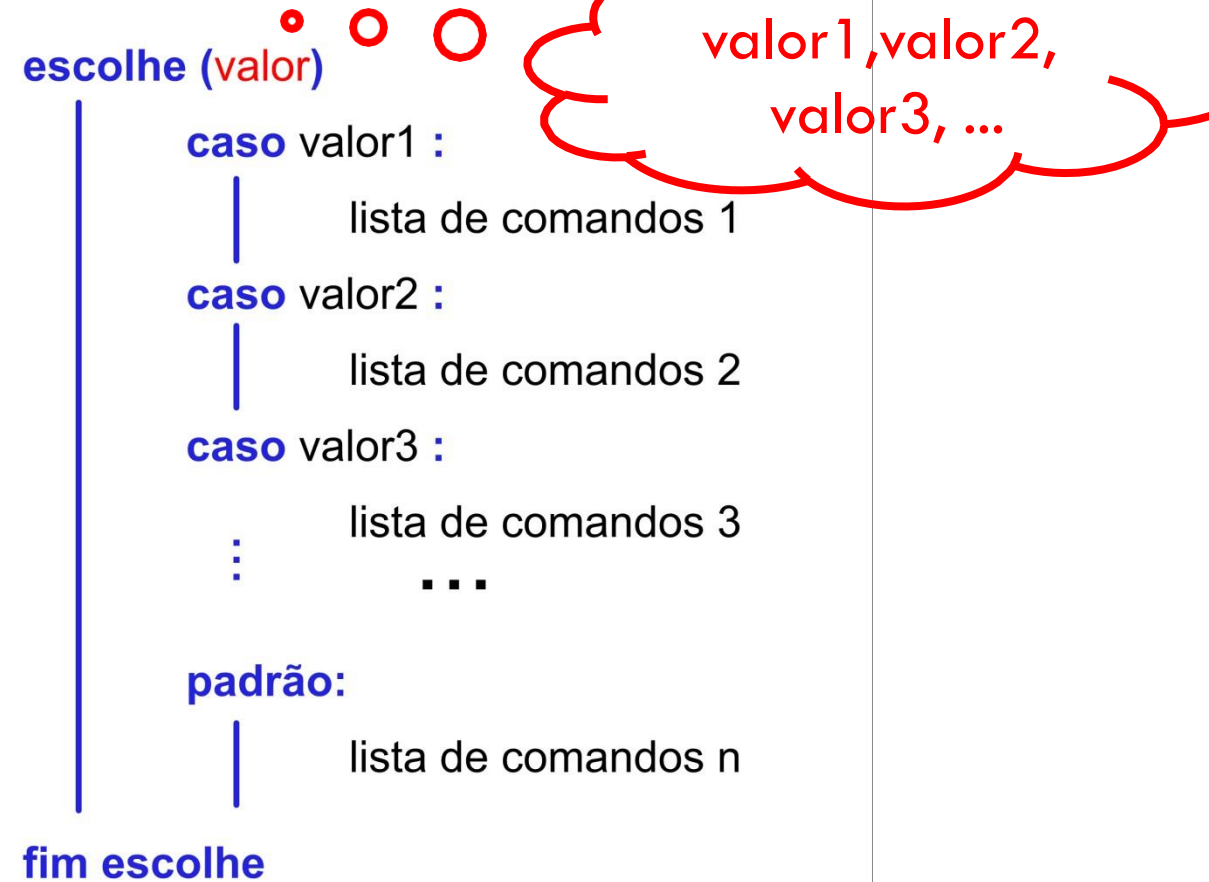 valor1,valor2,
valor3, ...
escolhe (valor)
caso valor1 :
lista de comandos 1
caso valor2 :
lista de comandos 2
caso valor3 :
lista de comandos 3
...
padrão:
lista de comandos n
fim escolhe